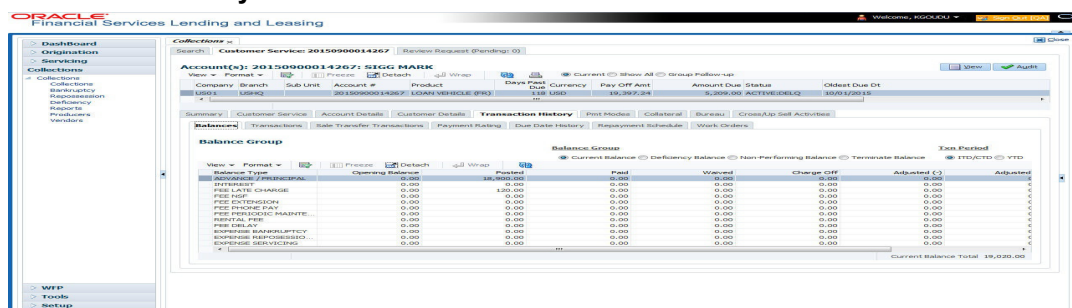 ORACLE
Financial Services Lending and Leasing
Welcome, KGOUDU
Sign Out
Close
DashBoard
Origination
Servicing
Collections
Collections
Collections
Bankruptcy
Repossession
Deficiency
Reports
Producers
Vendors
WFP
Tools
Setup
Collections
Search Customer Service: 20150900014267 Review Request (Pending: 0)
Account(s): 20150900014267: SIGG MARK
View Audit
View Format Freeze Detach Wrap Current Show All Group Follow-up
Company Branch Sub Unit Account # Product Days Past Due Currency Pay Off Amt Amount Due Status Oldest Due Dt
US01 USHQ 20150900014267 LOAN VEHICLE (FR) 118 USD 19,397.24 5,209.00 ACTIVE:DELQ 10/01/2015
Summary Customer Service Account Details Customer Details Transaction History Pmt Modes Collateral Bureau Cross/Up Sell Activities
Balances Transactions Sale Transfer Transactions Payment Rating Due Date History Repayment Schedule Work Orders
Balance Group
Balance Group Txn Period
Current Balance Deficiency Balance Non-Performing Balance Terminate Balance ITD/CTD YTD
View Format Freeze Detach Wrap
Balance Type Opening Balance Posted Paid Waived Charge Off Adjusted (-) Adjusted
ADVANCE / PRINCIPAL 0.00 18,900.00 0.00 0.00 0.00 0.00
INTEREST 0.00 0.00 0.00 0.00 0.00 0.00
FEE LATE CHARGE 0.00 120.00 0.00 0.00 0.00 0.00
FEE NSF 0.00 0.00 0.00 0.00 0.00 0.00
FEE EXTENSION 0.00 0.00 0.00 0.00 0.00 0.00
FEE PHONE PAY 0.00 0.00 0.00 0.00 0.00 0.00
FEE PERIODIC MAINTE... 0.00 0.00 0.00 0.00 0.00 0.00
RENTAL FEE 0.00 0.00 0.00 0.00 0.00 0.00
FEE DELAY 0.00 0.00 0.00 0.00 0.00 0.00
EXPENSE BANKRUPTCY 0.00 0.00 0.00 0.00 0.00 0.00
EXPENSE REPOSESSIO... 0.00 0.00 0.00 0.00 0.00 0.00
EXPENSE SERVICING 0.00 0.00 0.00 0.00 0.00 0.00
Current Balance Total 19,020.00